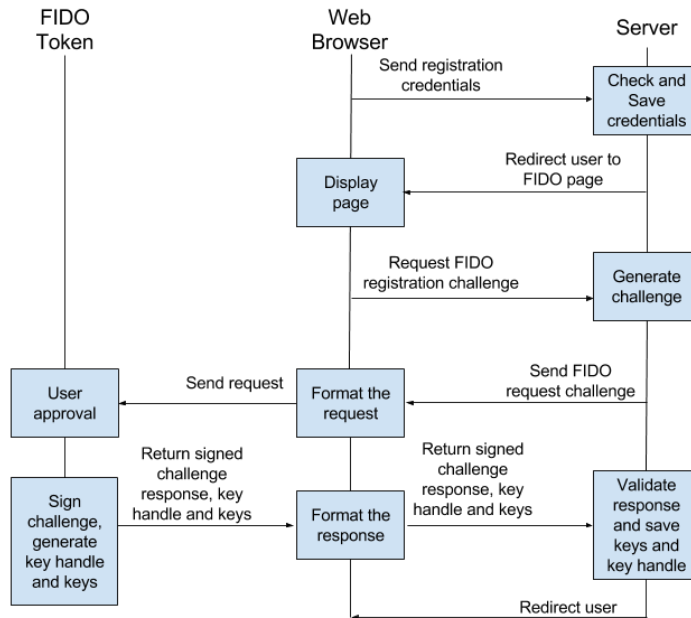 FIDO
Token
Web
Browser
Server
Send registration
credentials
Check and
Save
credentials
Redirect user to
FIDO page
Display
page
Request FIDO
registration challenge
Generate
challenge
Send FIDO
request challenge
Send request
Format the
request
User
approval
Return signed
challenge
response, key
handle and keys
Return signed
challenge
response, key
handle and keys
Sign
challenge,
generate
key handle
and keys
Format the
response
Validate
response
and save
keys and
key handle
Redirect user